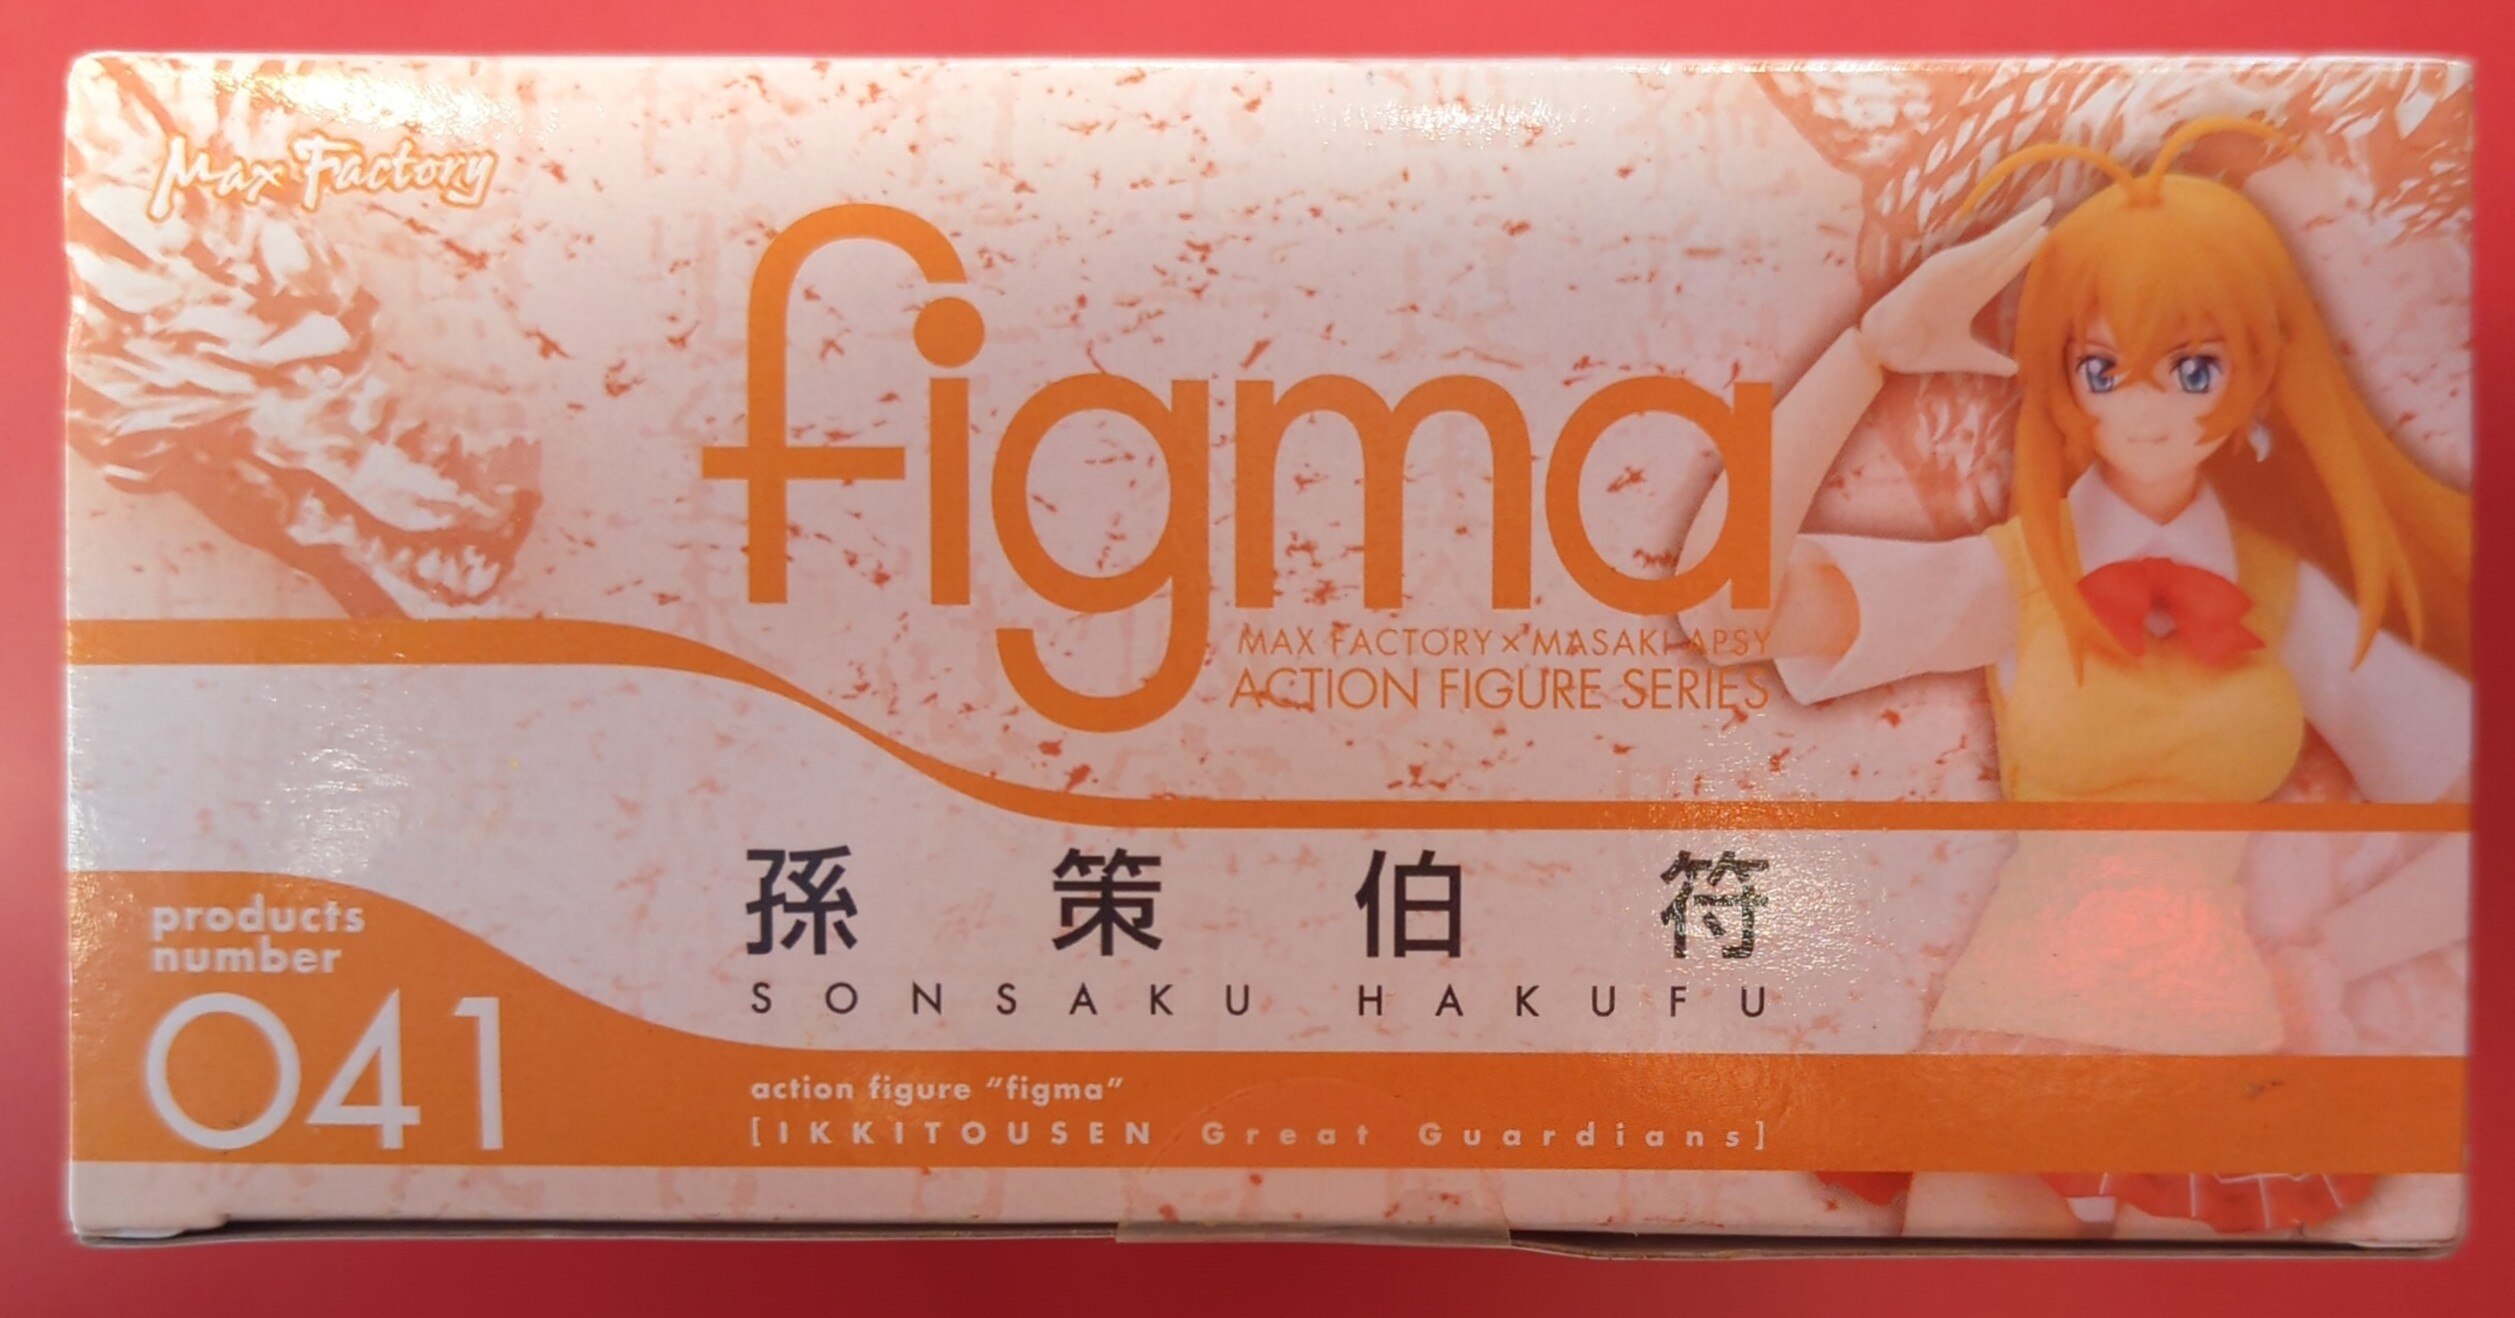 Max Factory
figma
MAX FACTORY×MASAKI APSY
ACTION FIGURE SERIES
孫策伯符
SONSAKU HAKUFU
products
number
041
action figure "figma"
[IKKITOUSEN Great Guardians]